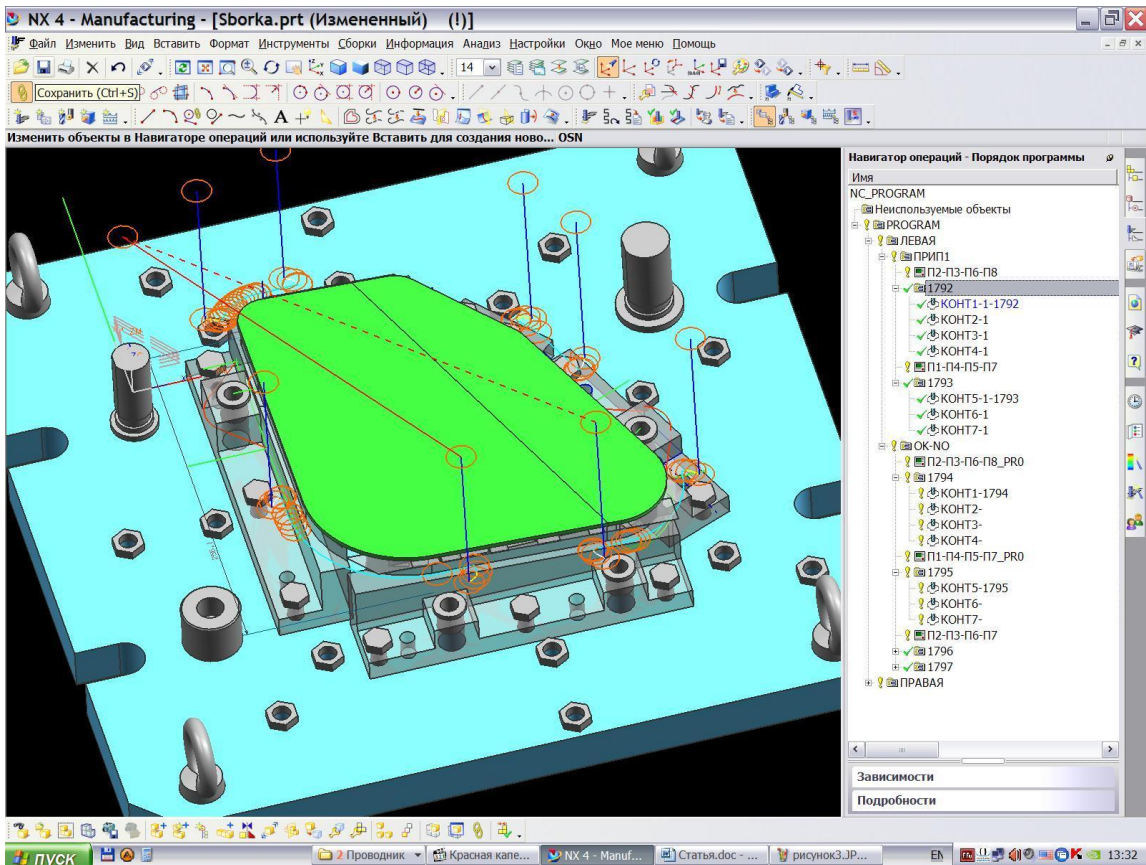 NX 4 - Manufacturing - [Sborka.prt (Измененный) (!)]
Файл Изменить Вид Вставить Формат Инструменты Сборки Информация Анализ Настройки Окно Мое меню Помощь
14
Сохранить (Ctrl+S)
Изменить объекты в Навигаторе операций или используйте Вставить для создания ново... OSN
Навигатор операций - Порядок программы
Имя
NC_PROGRAM
Неиспользуемые объекты
PROGRAM
ЛЕВАЯ
ПРИП1
П2-П3-П6-П8
1792
КОНТ1-1-1792
КОНТ2-1
КОНТ3-1
КОНТ4-1
П1-П4-П5-П7
1793
КОНТ5-1-1793
КОНТ6-1
КОНТ7-1
OK-NO
П2-П3-П6-П8_PR0
1794
КОНТ1-1794
КОНТ2-
КОНТ3-
КОНТ4-
П1-П4-П5-П7_PR0
1795
КОНТ5-1795
КОНТ6-
КОНТ7-
П2-П3-П6-П7
1796
1797
ПРАВАЯ
Зависимости
Подробности
пуск
2 Проводник
Красная капе...
NX 4 - Manuf...
Статья.doc - ...
рисунок3.JP...
EN
13:22